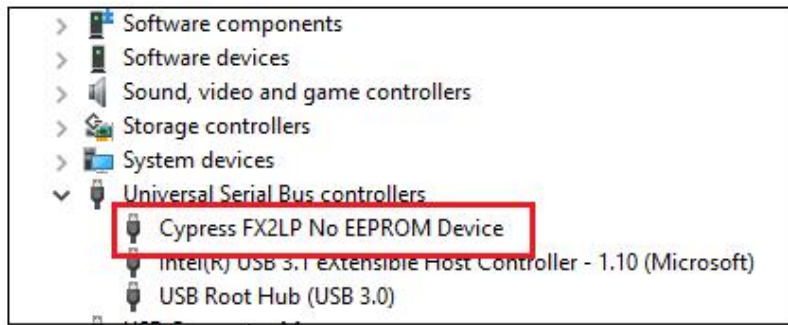 Software components
Software devices
Sound, video and game controllers
Storage controllers
System devices
Universal Serial Bus controllers
Cypress FX2LP No EEPROM Device
Intel(R) USB 3.1 eXtensible Host Controller - 1.10 (Microsoft)
USB Root Hub (USB 3.0)